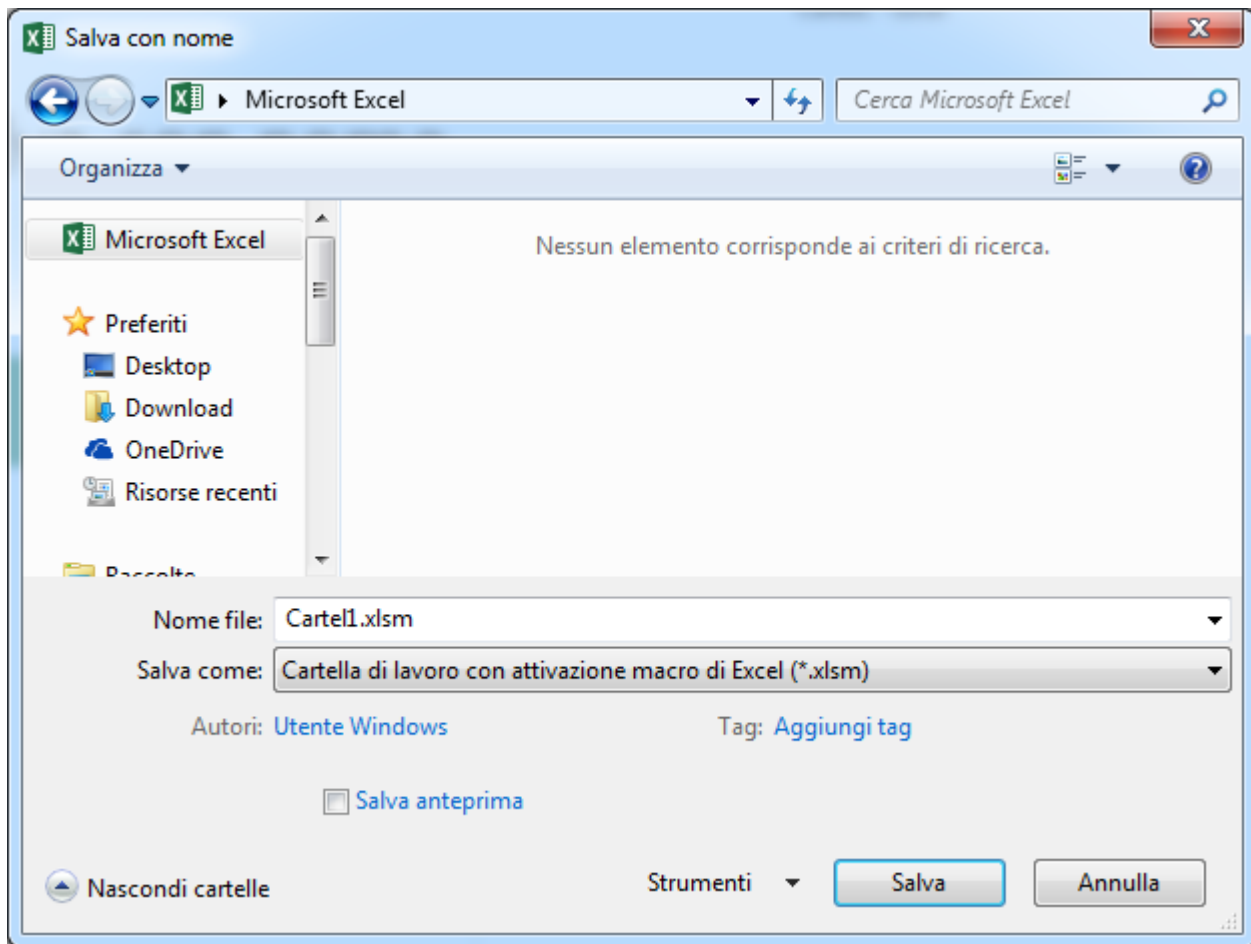 Salva con nome
Microsoft Excel
Cerca Microsoft Excel
Organizza
Microsoft Excel
Nessun elemento corrisponde ai criteri di ricerca.
Preferiti
Desktop
Download
OneDrive
Risorse recenti
Raccolte
Nome file: Cartel1.xlsm
Salva come: Cartella di lavoro con attivazione macro di Excel (*.xlsm)
Autori: Utente Windows Tag: Aggiungi tag
Salva anteprima
Nascondi cartelle Strumenti Salva Annulla